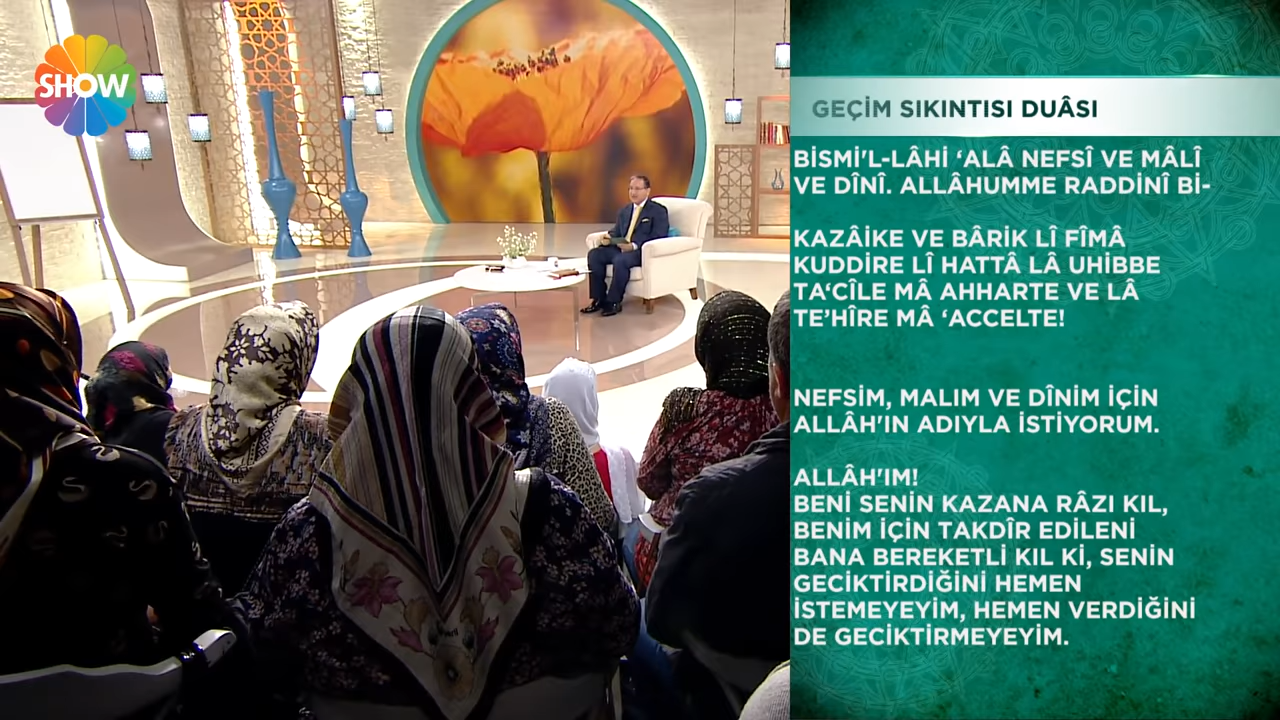 SHOW
GEÇİM SIKINTISI DUÂSI
BİSMİ'L-LÂHİ ‘ALÂ NEFSÎ VE MÂLÎ
VE DÎNÎ. ALLÂHUMME RADDİNÎ Bİ-
KAZÂİKE VE BÂRİK LÎ FÎMÂ
KUDDİRE LÎ HATTÂ LÂ UHIBBE
TA‘CÎLE MÂ AHHARTE VE LÂ
TE’HÎRE MÂ ‘ACCELTE!
NEFSİM, MALIM VE DÎNİM İÇİN
ALLÂH'IN ADIYLA İSTİYORUM.
ALLÂH'IM!
BENİ SENİN KAZANA RÂZI KIL,
BENİM İÇİN TAKDÎR EDİLENİ
BANA BEREKETLİ KIL Kİ, SENİN
GECİKTİRDİĞİNİ HEMEN
İSTEMEYEYİM, HEMEN VERDİĞİNİ
DE GECİKTİRMEYEYİM.